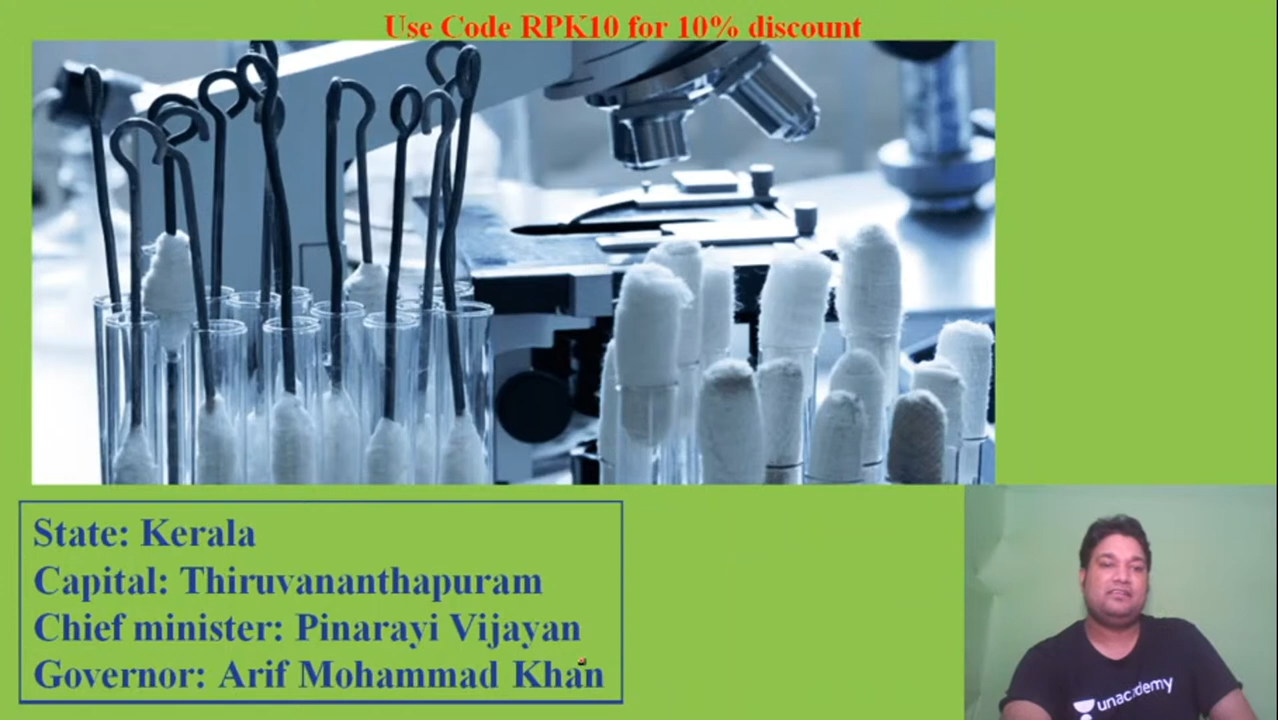 Use Code RPK10 for 10% discount
State: Kerala
Capital: Thiruvananthapuram
Chief minister: Pinarayi Vijayan
Governor: Arif Mohammad Khan
unacademy